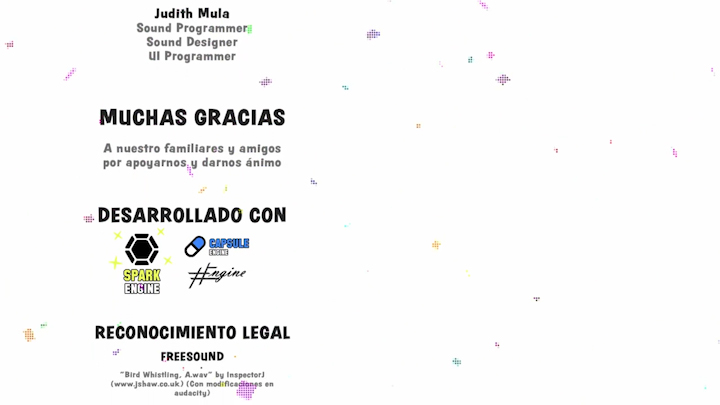 Judith Mula
Sound Programmer
Sound Designer
UI Programmer
MUCHAS GRACIAS
A nuestro familiares y amigos
por apoyarnos y darnos ánimo
DESARROLLADO CON
SPARK
ENGINE
CAPSULE
ENGINE
#Engine
RECONOCIMIENTO LEGAL
FREESOUND
"Bird Whistling, A.wav" by InspectorJ
(www.jshaw.co.uk) (Con modificaciones en
audacity)